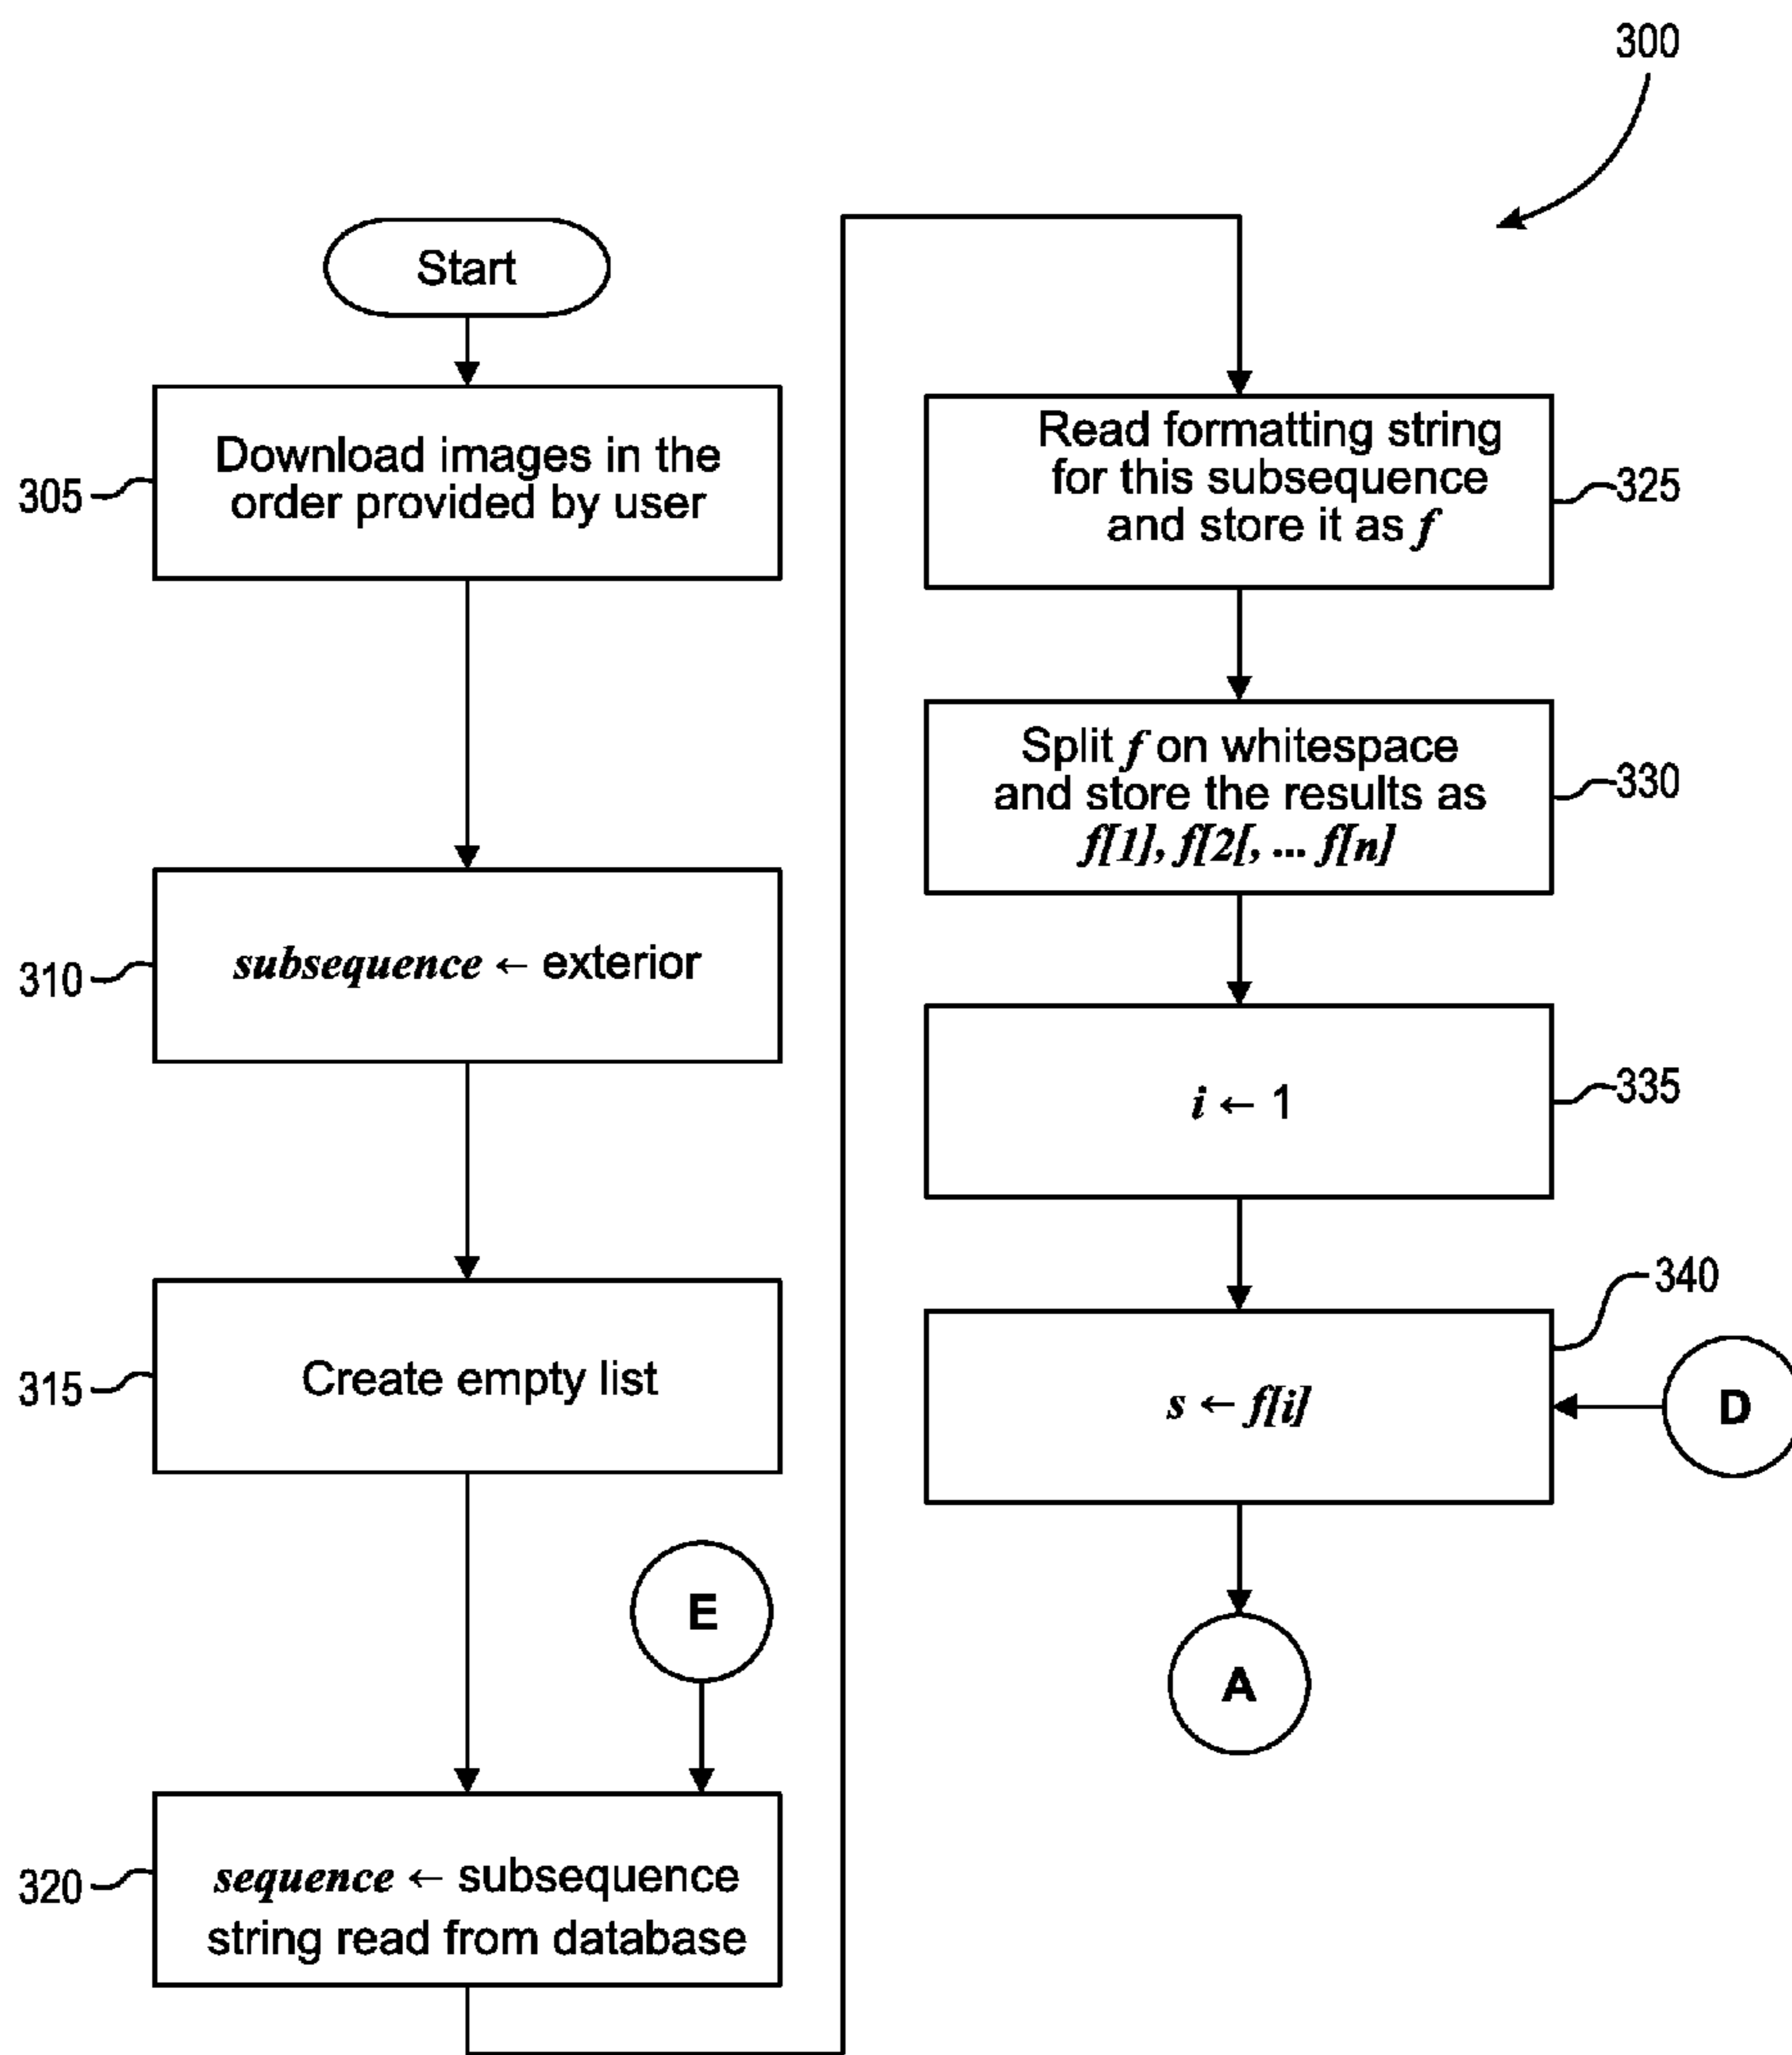 300
Start
305
Download images in the
order provided by user
310
subsequence ← exterior
315
Create empty list
E
320
sequence ← subsequence
string read from database
Read formatting string
for this subsequence
and store it as f
325
Split f on whitespace
and store the results as
f[1], f[2[, ... f[n]
330
i ← 1
335
340
s ← f[i]
D
A